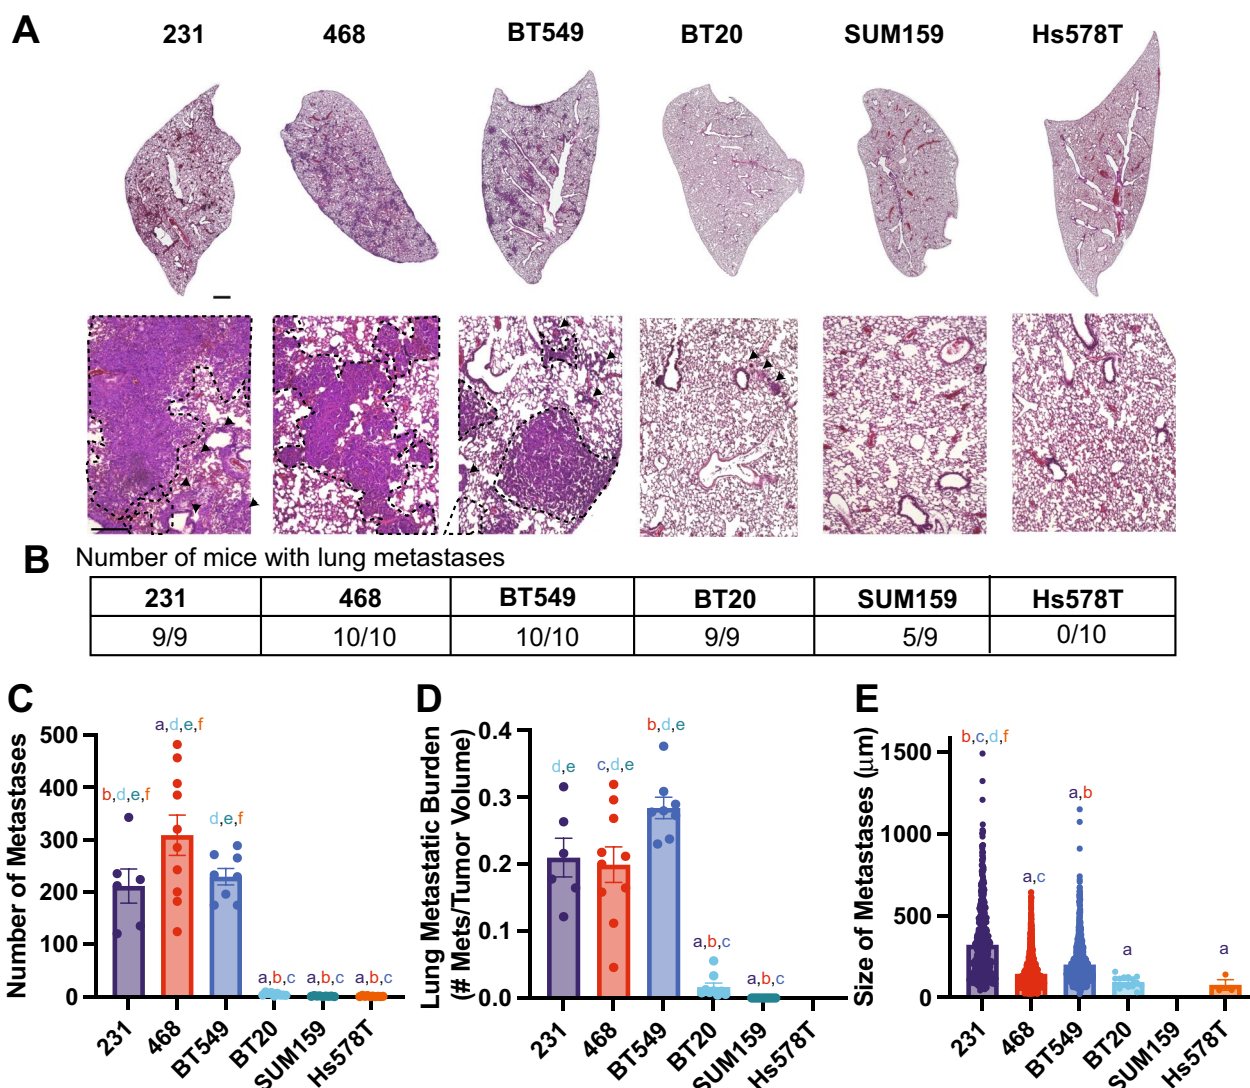 A
231 468 BT549 BT20 SUM159 Hs578T
B Number of mice with lung metastases
231 468 BT549 BT20 SUM159 Hs578T
9/9 10/10 10/10 9/9 5/9 0/10
C
Number of Metastases
500
400
300
200
100
0
b,d,e,f
a,d,e,f
d,e,f
a,b,c
a,b,c
a,b,c
231 468 BT549 BT20 SUM159 Hs578T
D
Lung Metastatic Burden
(# Mets/Tumor Volume)
0.4
0.3
0.2
0.1
0.0
d,e
c,d,e
b,d,e
a,b,c
a,b,c
231 468 BT549 BT20 SUM159 Hs578T
E
Size of Metastases (μm)
1500
1000
500
0
b,c,d,f
a,c
a,b
a
a
231 468 BT549 BT20 SUM159 Hs578T